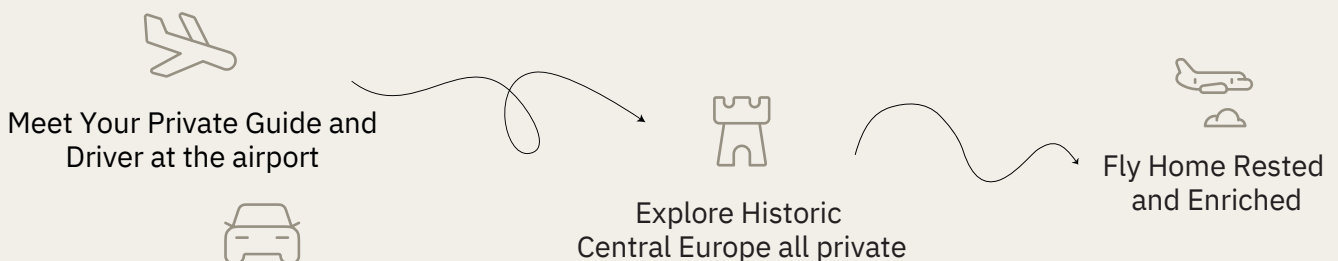 Meet Your Private Guide and
Driver at the airport
Explore Historic
Central Europe all private
Fly Home Rested
and Enriched